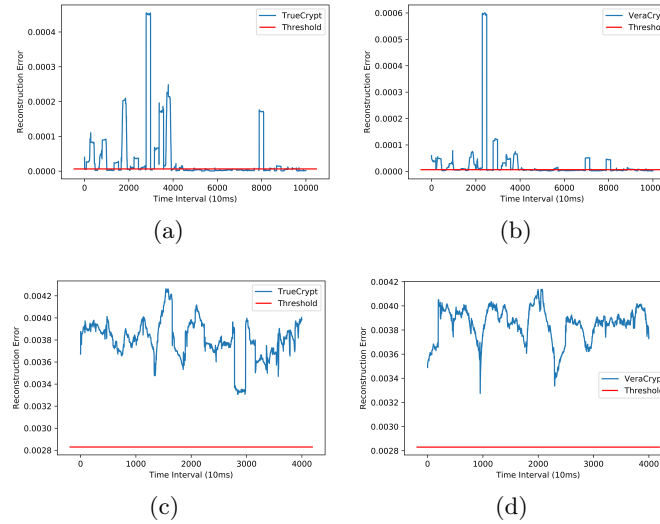 TrueCrypt
Threshold
Reconstruction Error
0.0004
0.0003
0.0002
0.0001
0.0000
0 2000 4000 6000 8000 10000
Time Interval (10ms)
(a)
VeraCrypt
Threshold
Reconstruction Error
0.0006
0.0005
0.0004
0.0003
0.0002
0.0001
0.0000
0 2000 4000 6000 8000 10000
Time Interval (10ms)
(b)
TrueCrypt
Threshold
Reconstruction Error
0.0042
0.0040
0.0038
0.0036
0.0034
0.0032
0.0030
0.0028
0 1000 2000 3000 4000
Time Interval (10ms)
(c)
Reconstruction Error
0.0042
0.0040
0.0038
0.0036
0.0034
0.0032
0.0030
0.0028
VeraCrypt
Threshold
0 1000 2000 3000 4000
Time Interval (10ms)
(d)